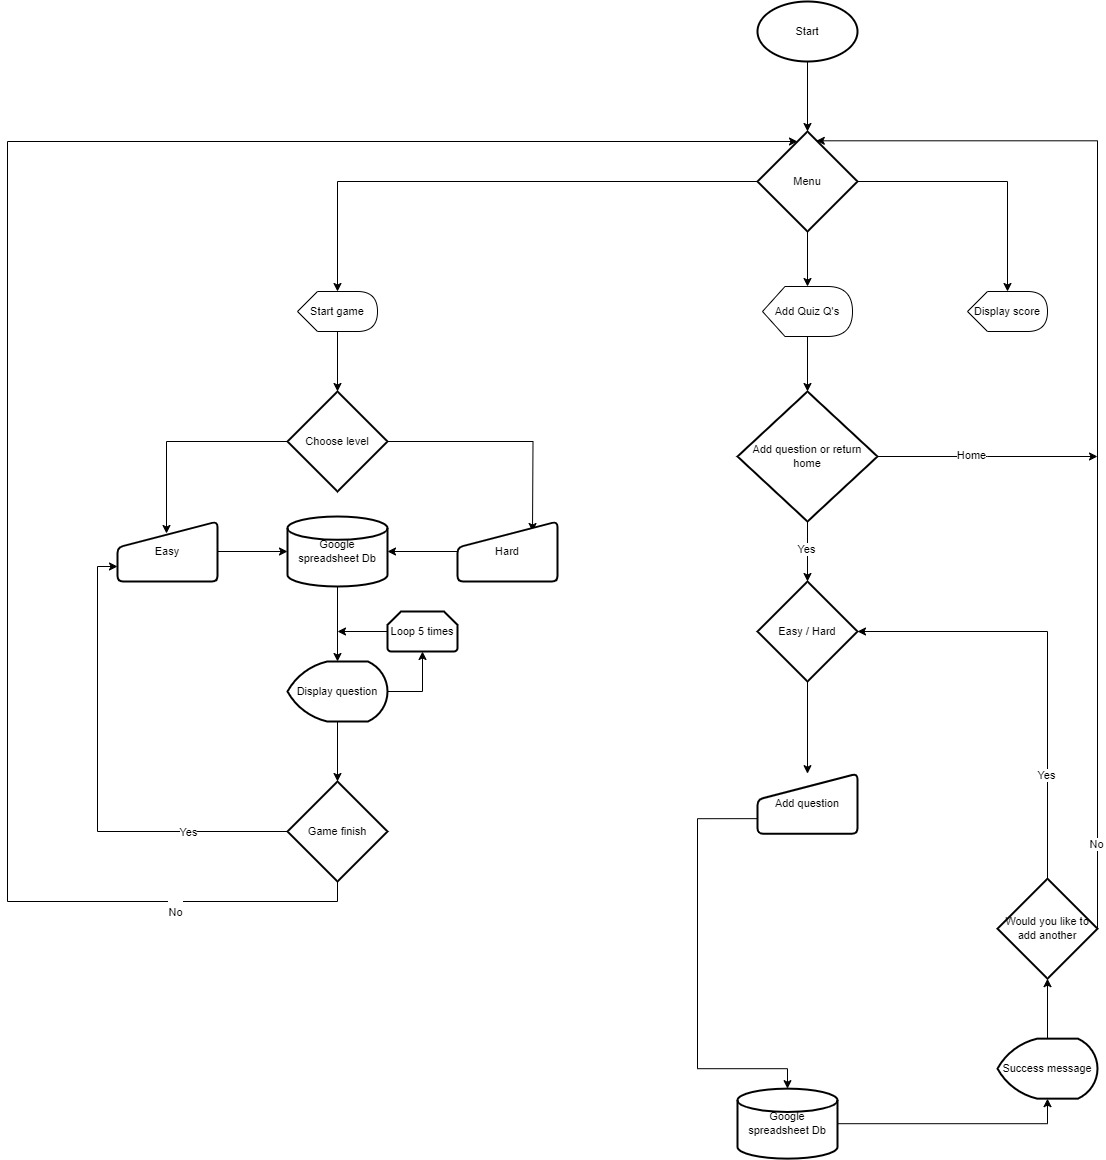 Start
Menu
Start game
Add Quiz Q's
Display score
Choose level
Add question or return
home
Home
Easy
Google
spreadsheet Db
Hard
Yes
Loop 5 times
Easy / Hard
Display question
Yes
Add question
Game finish
Yes
No
No
Would you like to
add another
Success message
Google
spreadsheet Db